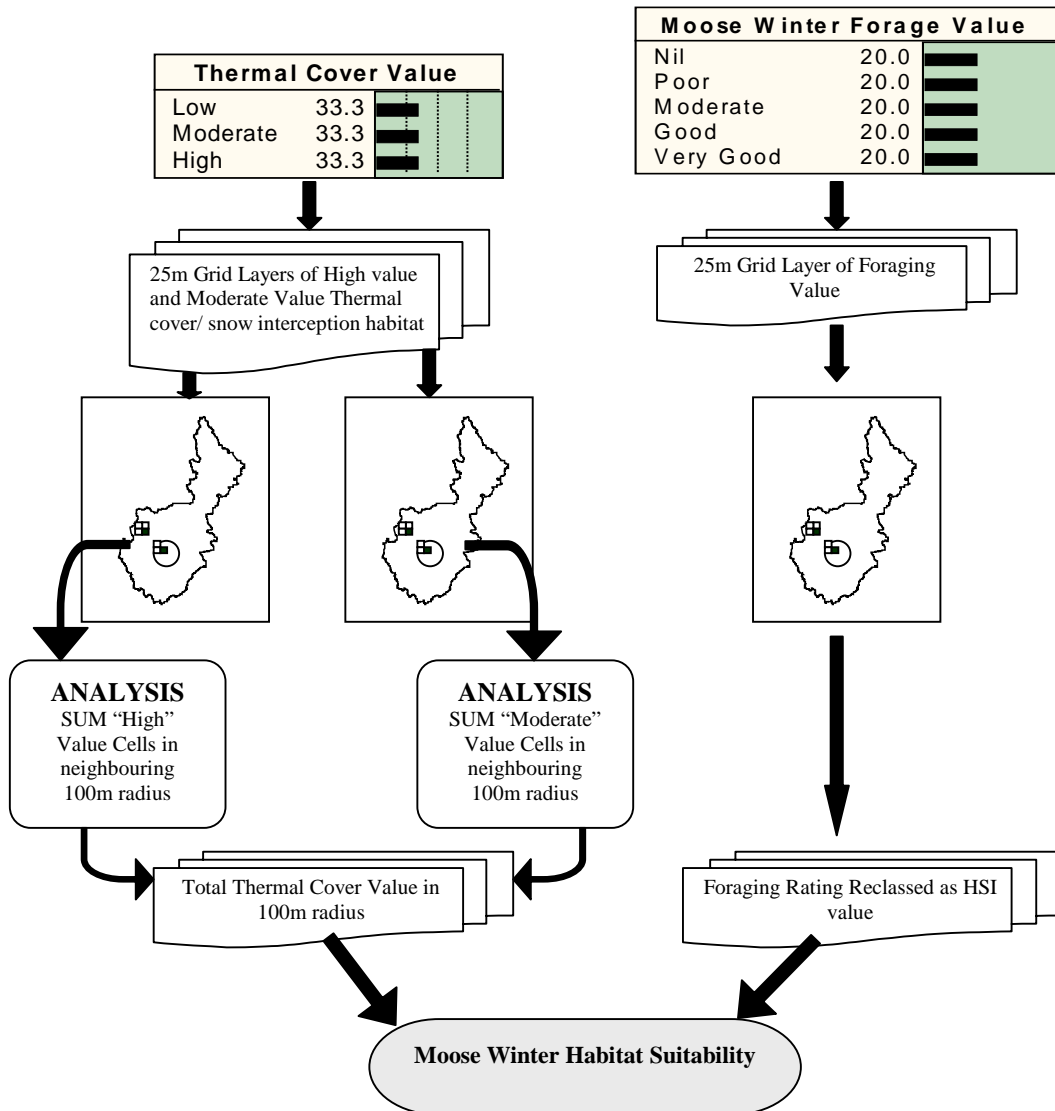 Thermal Cover Value
Low 33.3
Moderate 33.3
High 33.3
Moose Winter Forage Value
Nil 20.0
Poor 20.0
Moderate 20.0
Good 20.0
Very Good 20.0
25m Grid Layers of High value
and Moderate Value Thermal
cover/ snow interception habitat
25m Grid Layer of Foraging
Value
ANALYSIS
SUM “High”
Value Cells in
neighbouring
100m radius
ANALYSIS
SUM “Moderate”
Value Cells in
neighbouring
100m radius
Total Thermal Cover Value in
100m radius
Foraging Rating Reclassed as HSI
value
Moose Winter Habitat Suitability